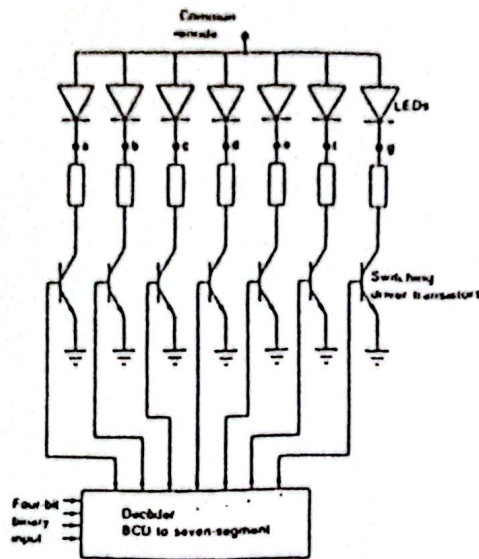 Common
anode
LEDs
a b c d e f g
Switching
driver transistors
Four-bit
binary
input
Decoder
BCD to seven-segment